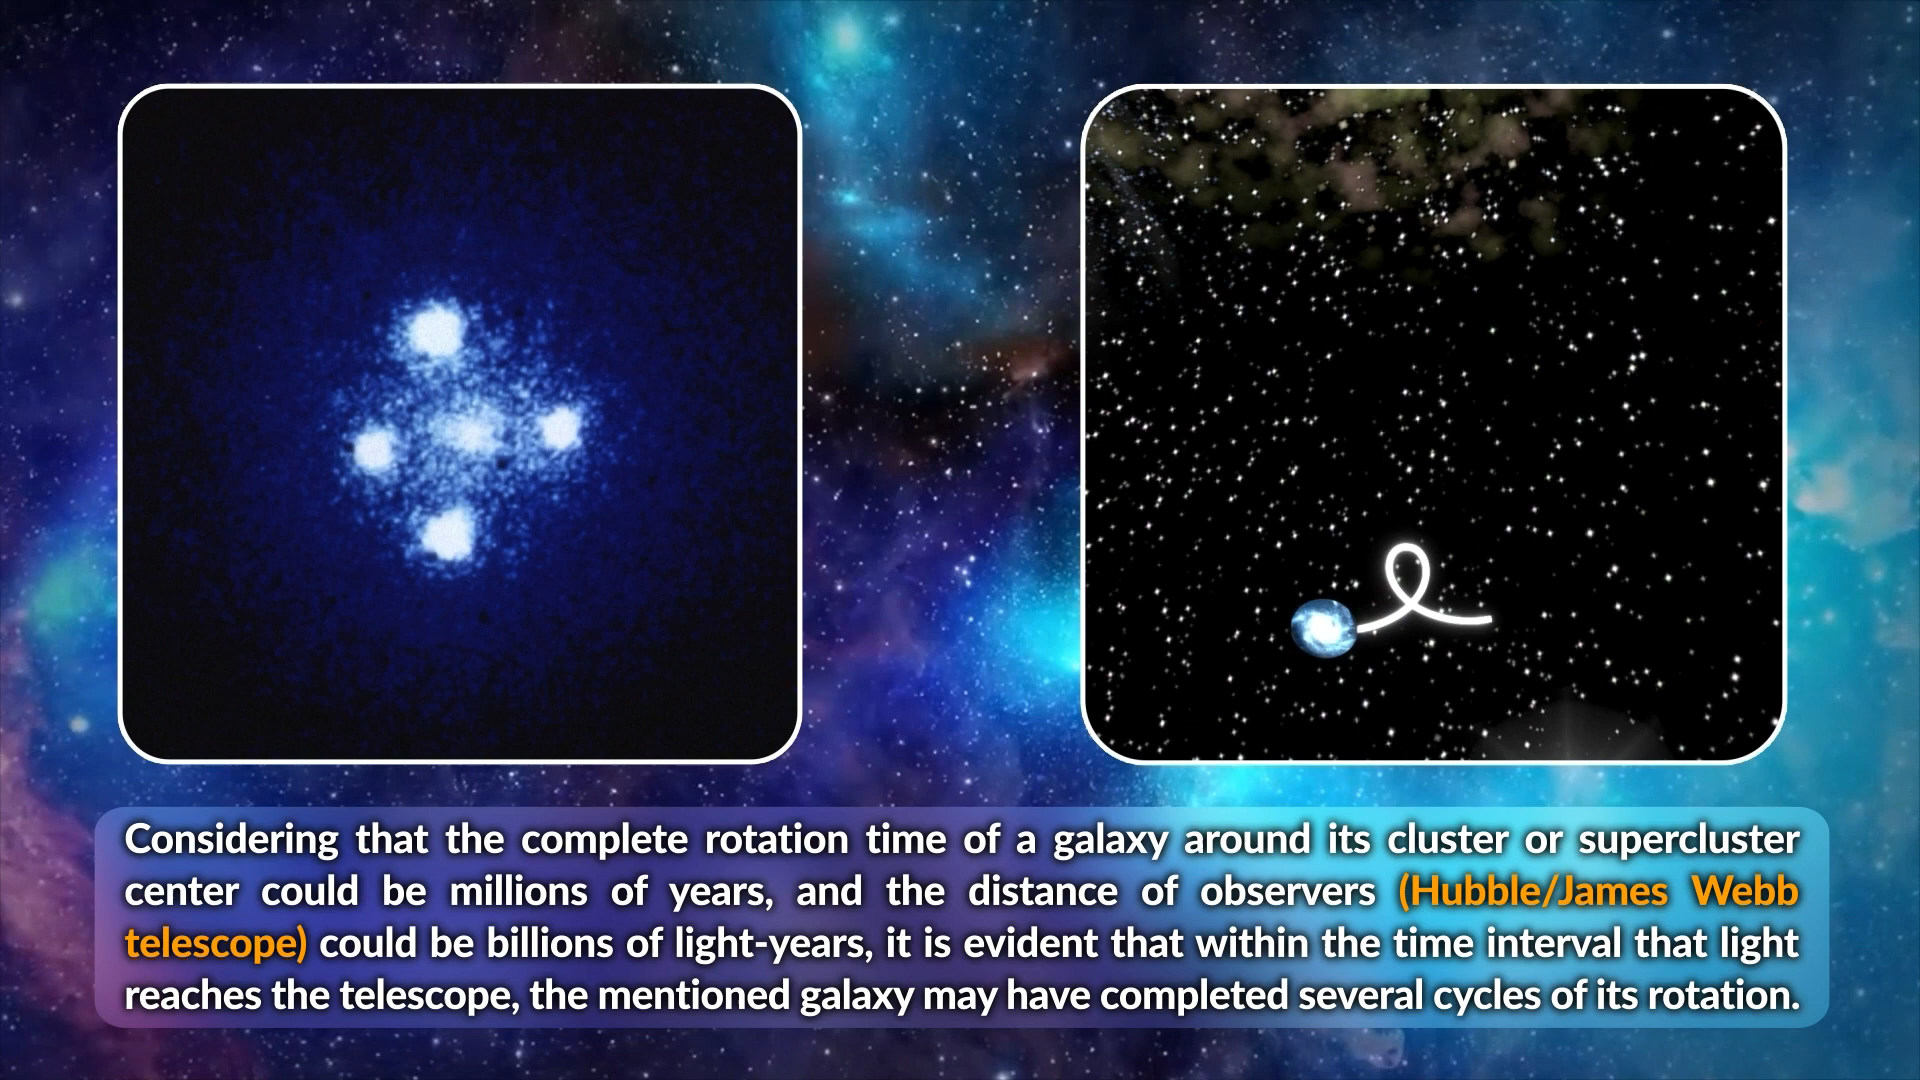 Considering that the complete rotation time of a galaxy around its cluster or supercluster
center could be millions of years, and the distance of observers (Hubble/James Webb
telescope) could be billions of light-years, it is evident that within the time interval that light
reaches the telescope, the mentioned galaxy may have completed several cycles of its rotation.